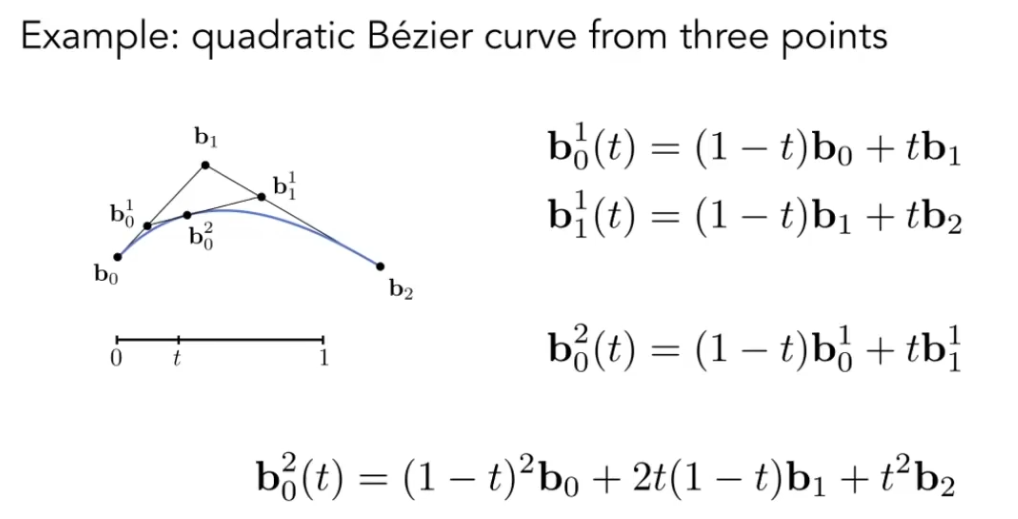 Example: quadratic Bézier curve from three points
b₁
b₁¹
b₀¹
b₀²
b₀
b₂
0 t 1
b₀¹(t) = (1 − t)b₀ + tb₁
b₁¹(t) = (1 − t)b₁ + tb₂
b₀²(t) = (1 − t)b₀¹ + tb₁¹
b₀²(t) = (1 − t)²b₀ + 2t(1 − t)b₁ + t²b₂